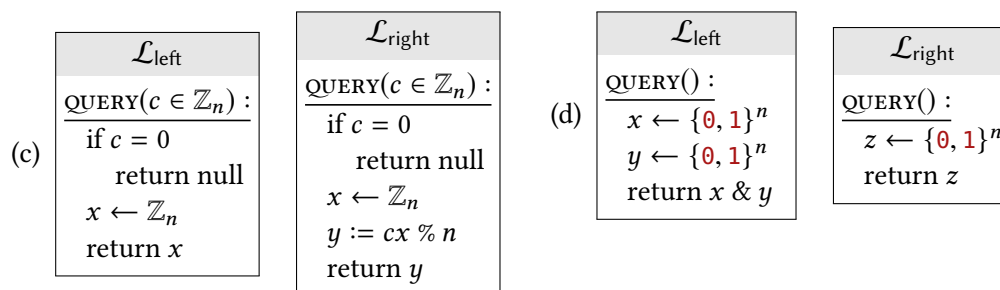 (c)
𝓛left
QUERY(c ∈ ℤn) :
if c = 0
return null
x ← ℤn
return x
𝓛right
QUERY(c ∈ ℤn) :
if c = 0
return null
x ← ℤn
y := cx % n
return y
(d)
𝓛left
QUERY() :
x ← {0, 1}ⁿ
y ← {0, 1}ⁿ
return x & y
𝓛right
QUERY() :
z ← {0, 1}ⁿ
return z